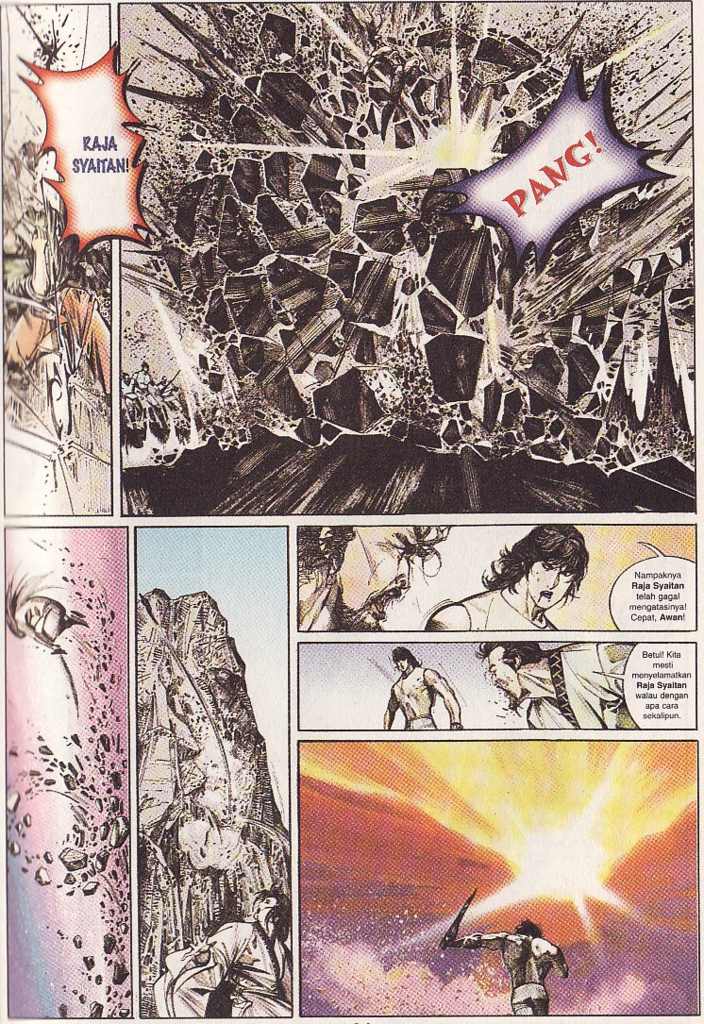 RAJA
SYAITAN!
PANG!
Nampaknya
Raja Syaitan
telah gagal
mengatasinya!
Cepat, Awan!
Betul! Kita
mesti
menyelamatkan
Raja Syaitan
walau dengan
apa cara
sekalipun.